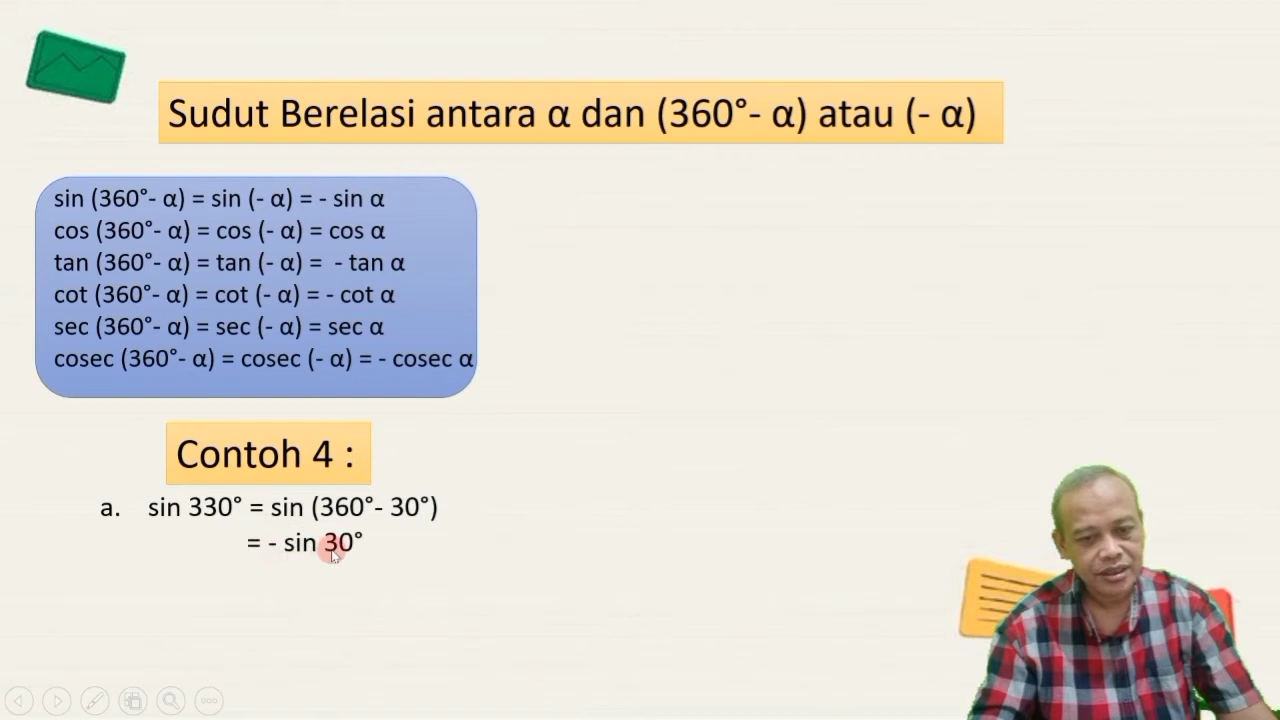 Sudut Berelasi antara α dan (360°- α) atau (- α)
sin (360°- α) = sin (- α) = - sin α
cos (360°- α) = cos (- α) = cos α
tan (360°- α) = tan (- α) =  - tan α
cot (360°- α) = cot (- α) = - cot α
sec (360°- α) = sec (- α) = sec α
cosec (360°- α) = cosec (- α) = - cosec α
Contoh 4 :
a. sin 330° = sin (360°- 30°)
= - sin 30°